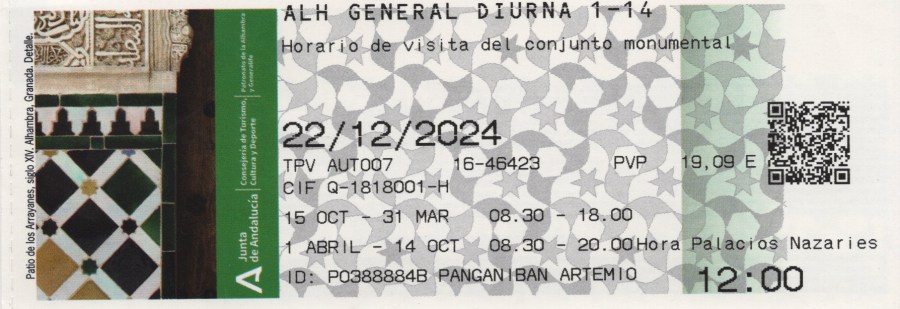 Patio de los Arrayanes, siglo XIV. Alhambra, Granada. Detalle.
Junta de Andalucía
Consejería de Turismo, Cultura y Deporte
Patronato de la Alhambra y Generalife
ALH GENERAL DIURNA 1-14
Horario de visita del conjunto monumental
22/12/2024
TPV AUT007 16-46423 PVP 19,09 E
CIF Q-1818001-H
15 OCT - 31 MAR 08.30 - 18.00
1 ABRIL - 14 OCT 08.30 - 20.00 Hora Palacios Nazaries
ID: P0388884B PANGANIBAN ARTEMIO 12:00